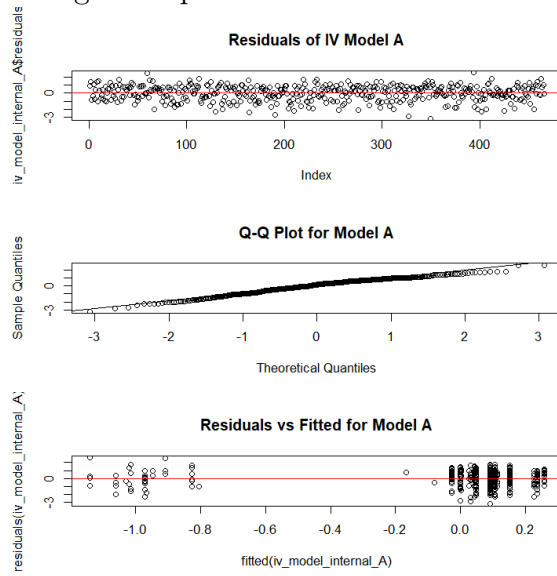 Residuals of IV Model A
iv_model_internal_A$residuals
0
-3
0 100 200 300 400
Index
Q-Q Plot for Model A
Sample Quantiles
0
-3
-3 -2 -1 0 1 2 3
Theoretical Quantiles
Residuals vs Fitted for Model A
residuals(iv_model_internal_A)
0
-3
-1.0 -0.8 -0.6 -0.4 -0.2 0.0 0.2
fitted(iv_model_internal_A)